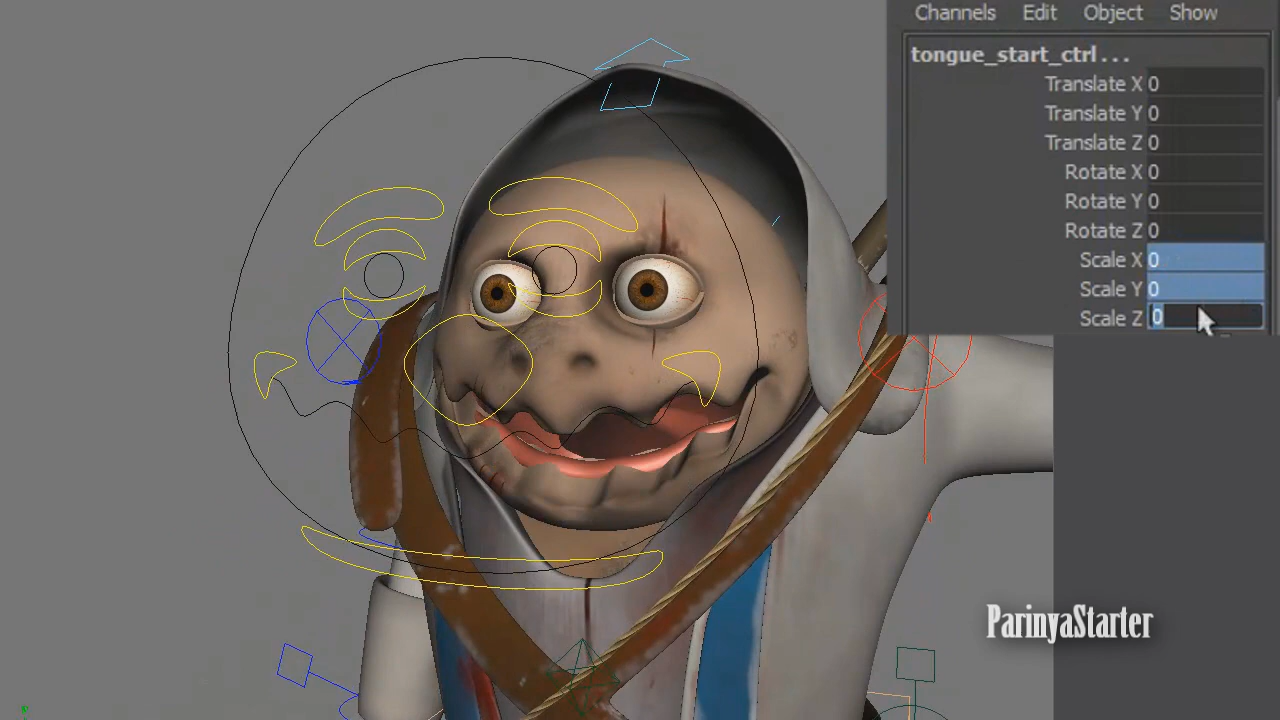 Channels Edit Object Show
tongue_start_ctrl...
Translate X 0
Translate Y 0
Translate Z 0
Rotate X 0
Rotate Y 0
Rotate Z 0
Scale X 0
Scale Y 0
Scale Z 0
ParinyaStarter